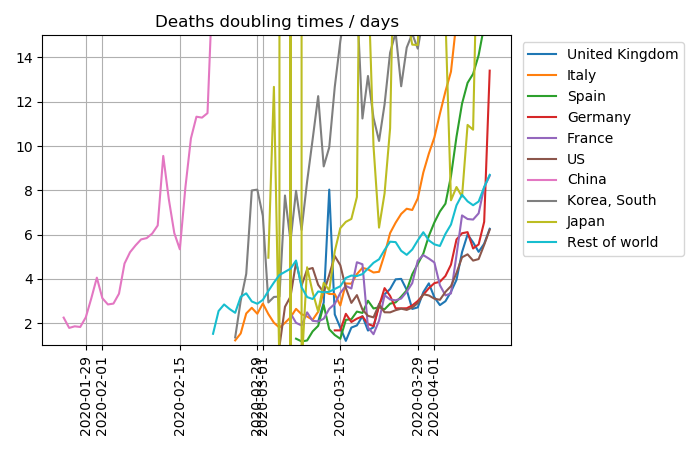 Deaths doubling times / days
14
12
10
8
6
4
2
2020-01-29
2020-02-01
2020-02-15
2020-02-29
2020-03-01
2020-03-15
2020-03-29
2020-04-01
United Kingdom
Italy
Spain
Germany
France
US
China
Korea, South
Japan
Rest of world